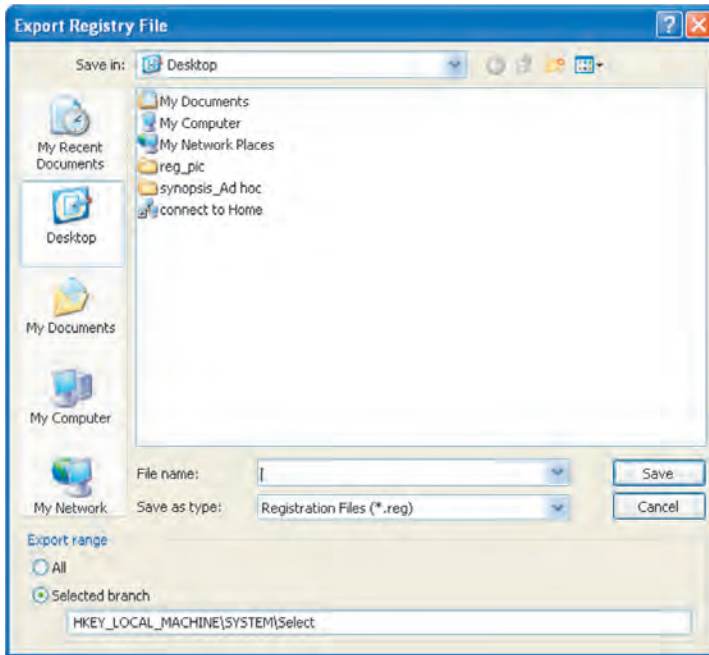 Export Registry File
Save in: Desktop
My Recent
Documents
Desktop
My Documents
My Computer
My Network
My Documents
My Computer
My Network Places
reg_pic
synopsis_Ad hoc
connect to Home
File name:
Save
Save as type: Registration Files (*.reg)
Cancel
Export range
All
Selected branch
HKEY_LOCAL_MACHINE\SYSTEM\Select